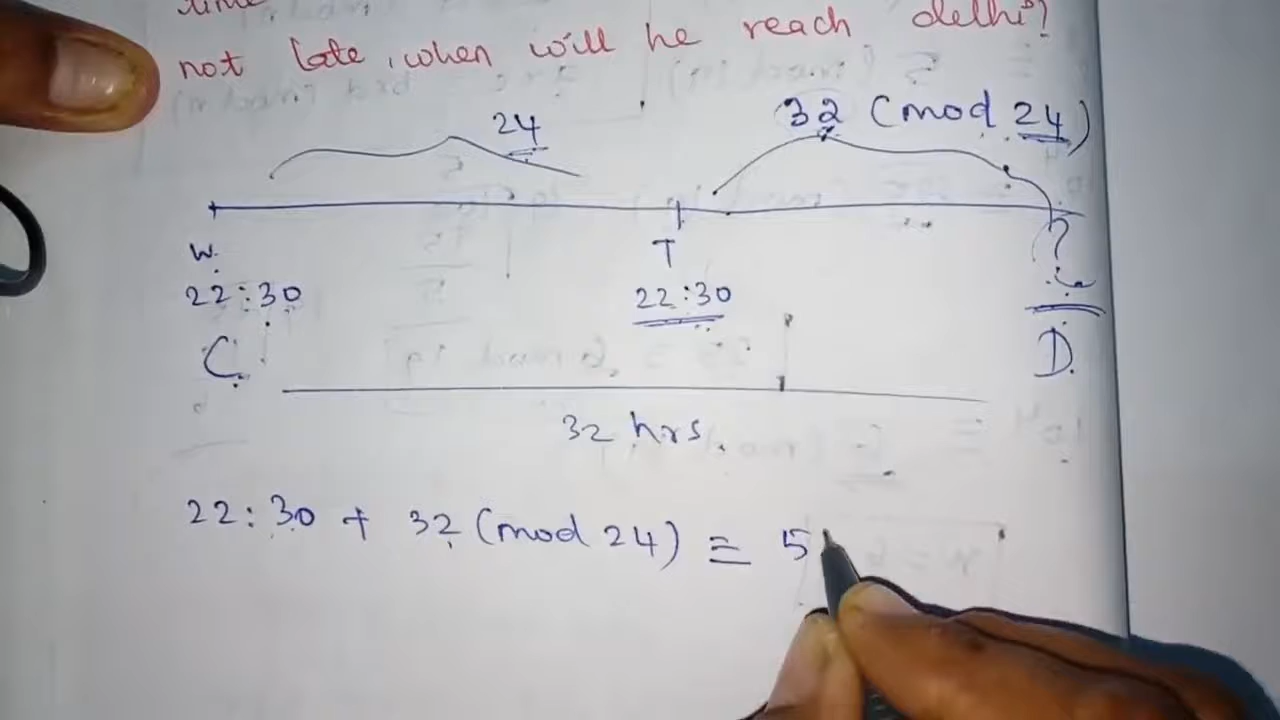 time
not late, when will he reach delhi?
24 32 (mod 24)
W. T ?
22:30 22:30
C D
32 hrs.
22:30 + 32 (mod 24) ≡ 5